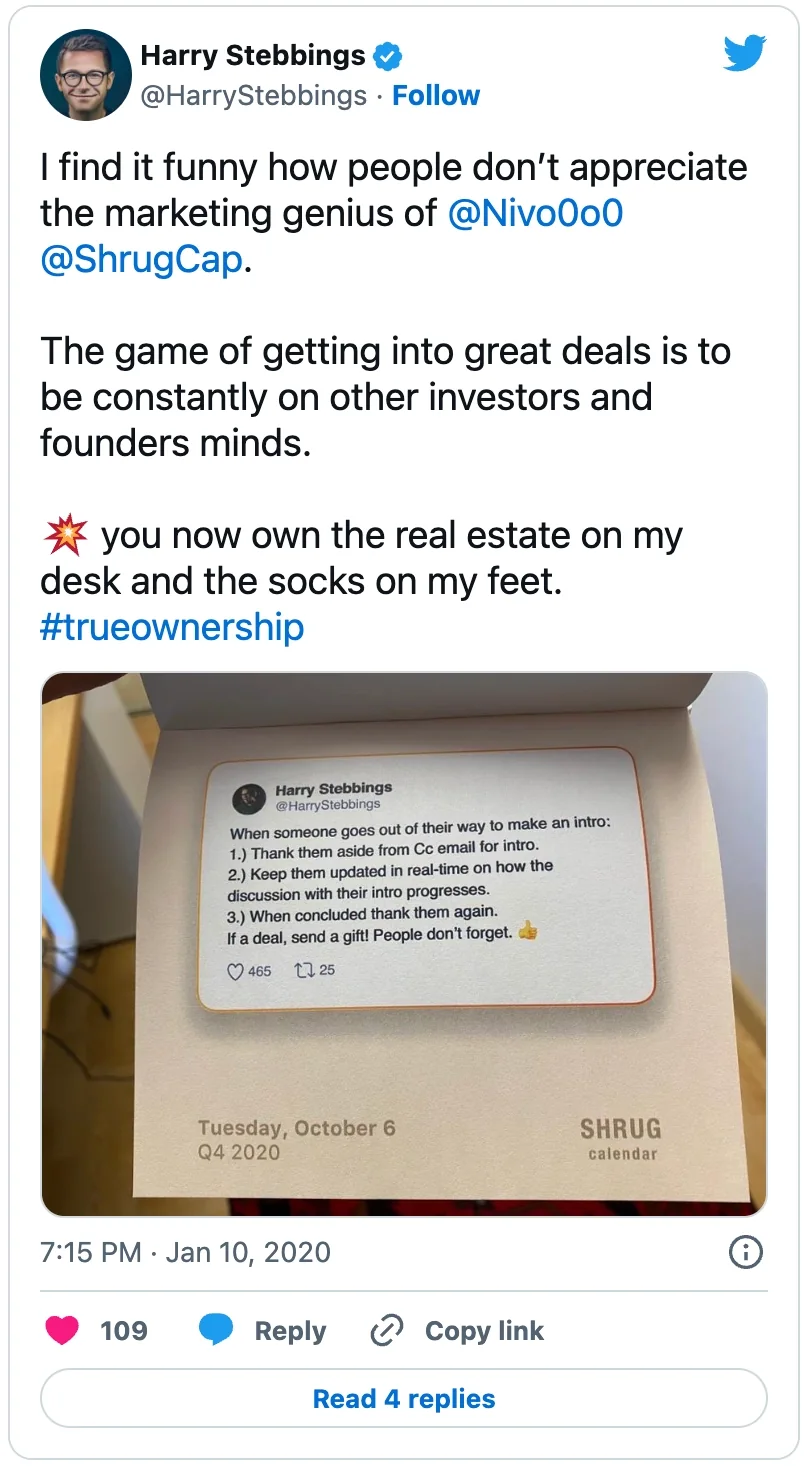 Harry Stebbings
@HarryStebbings · Follow
I find it funny how people don’t appreciate
the marketing genius of @Nivo0o0
@ShrugCap.
The game of getting into great deals is to
be constantly on other investors and
founders minds.
💥 you now own the real estate on my
desk and the socks on my feet.
#trueownership
Harry Stebbings
@HarryStebbings
When someone goes out of their way to make an intro:
1.) Thank them aside from Cc email for intro.
2.) Keep them updated in real-time on how the
discussion with their intro progresses.
3.) When concluded thank them again.
If a deal, send a gift! People don’t forget. 👍
465 25
Tuesday, October 6
Q4 2020
SHRUG
calendar
7:15 PM · Jan 10, 2020
109 Reply Copy link
Read 4 replies